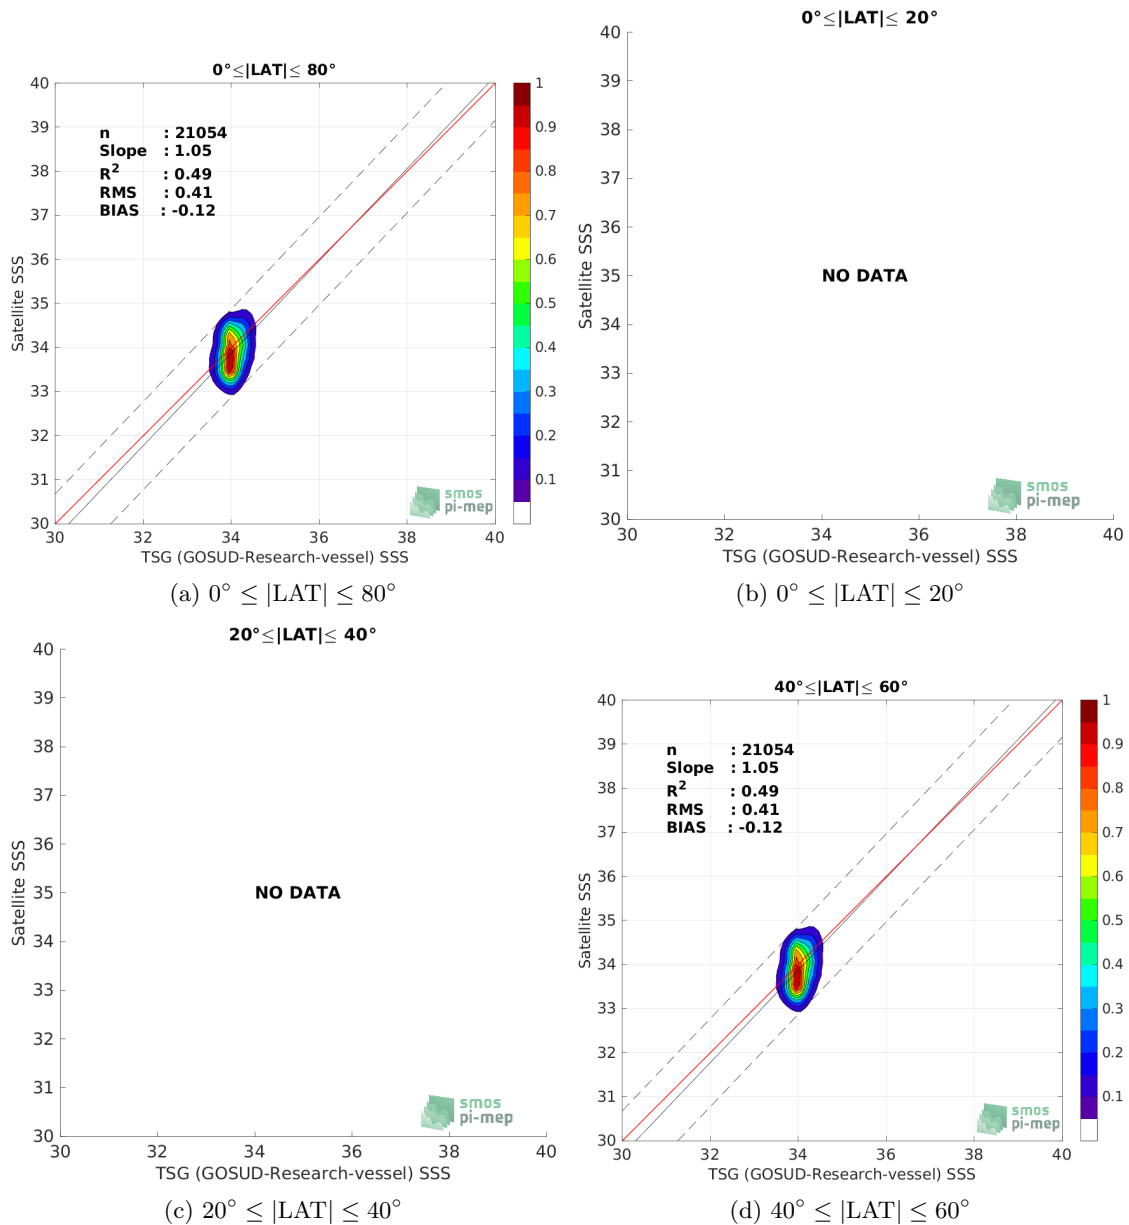 0°≤|LAT|≤ 80°
40
39
38
37
36
35
34
33
32
31
30
Satellite SSS
n : 21054
Slope : 1.05
R2 : 0.49
RMS : 0.41
BIAS : -0.12
smos
pi-mep
30 32 34 36 38 40
TSG (GOSUD-Research-vessel) SSS
1
0.9
0.8
0.7
0.6
0.5
0.4
0.3
0.2
0.1
(a) 0° ≤ |LAT| ≤ 80°
0°≤|LAT|≤ 20°
40
39
38
37
36
35
34
33
32
31
30
Satellite SSS
NO DATA
smos
pi-mep
30 32 34 36 38 40
TSG (GOSUD-Research-vessel) SSS
(b) 0° ≤ |LAT| ≤ 20°
20°≤|LAT|≤ 40°
40
39
38
37
36
35
34
33
32
31
30
Satellite SSS
NO DATA
smos
pi-mep
30 32 34 36 38 40
TSG (GOSUD-Research-vessel) SSS
(c) 20° ≤ |LAT| ≤ 40°
40°≤|LAT|≤ 60°
40
39
38
37
36
35
34
33
32
31
30
Satellite SSS
n : 21054
Slope : 1.05
R2 : 0.49
RMS : 0.41
BIAS : -0.12
smos
pi-mep
30 32 34 36 38 40
TSG (GOSUD-Research-vessel) SSS
1
0.9
0.8
0.7
0.6
0.5
0.4
0.3
0.2
0.1
(d) 40° ≤ |LAT| ≤ 60°